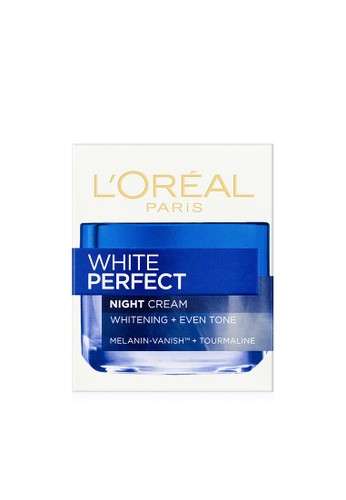 L'ORÉAL
PARIS
WHITE
PERFECT
NIGHT CREAM
WHITENING + EVEN TONE
MELANIN-VANISH™ + TOURMALINE